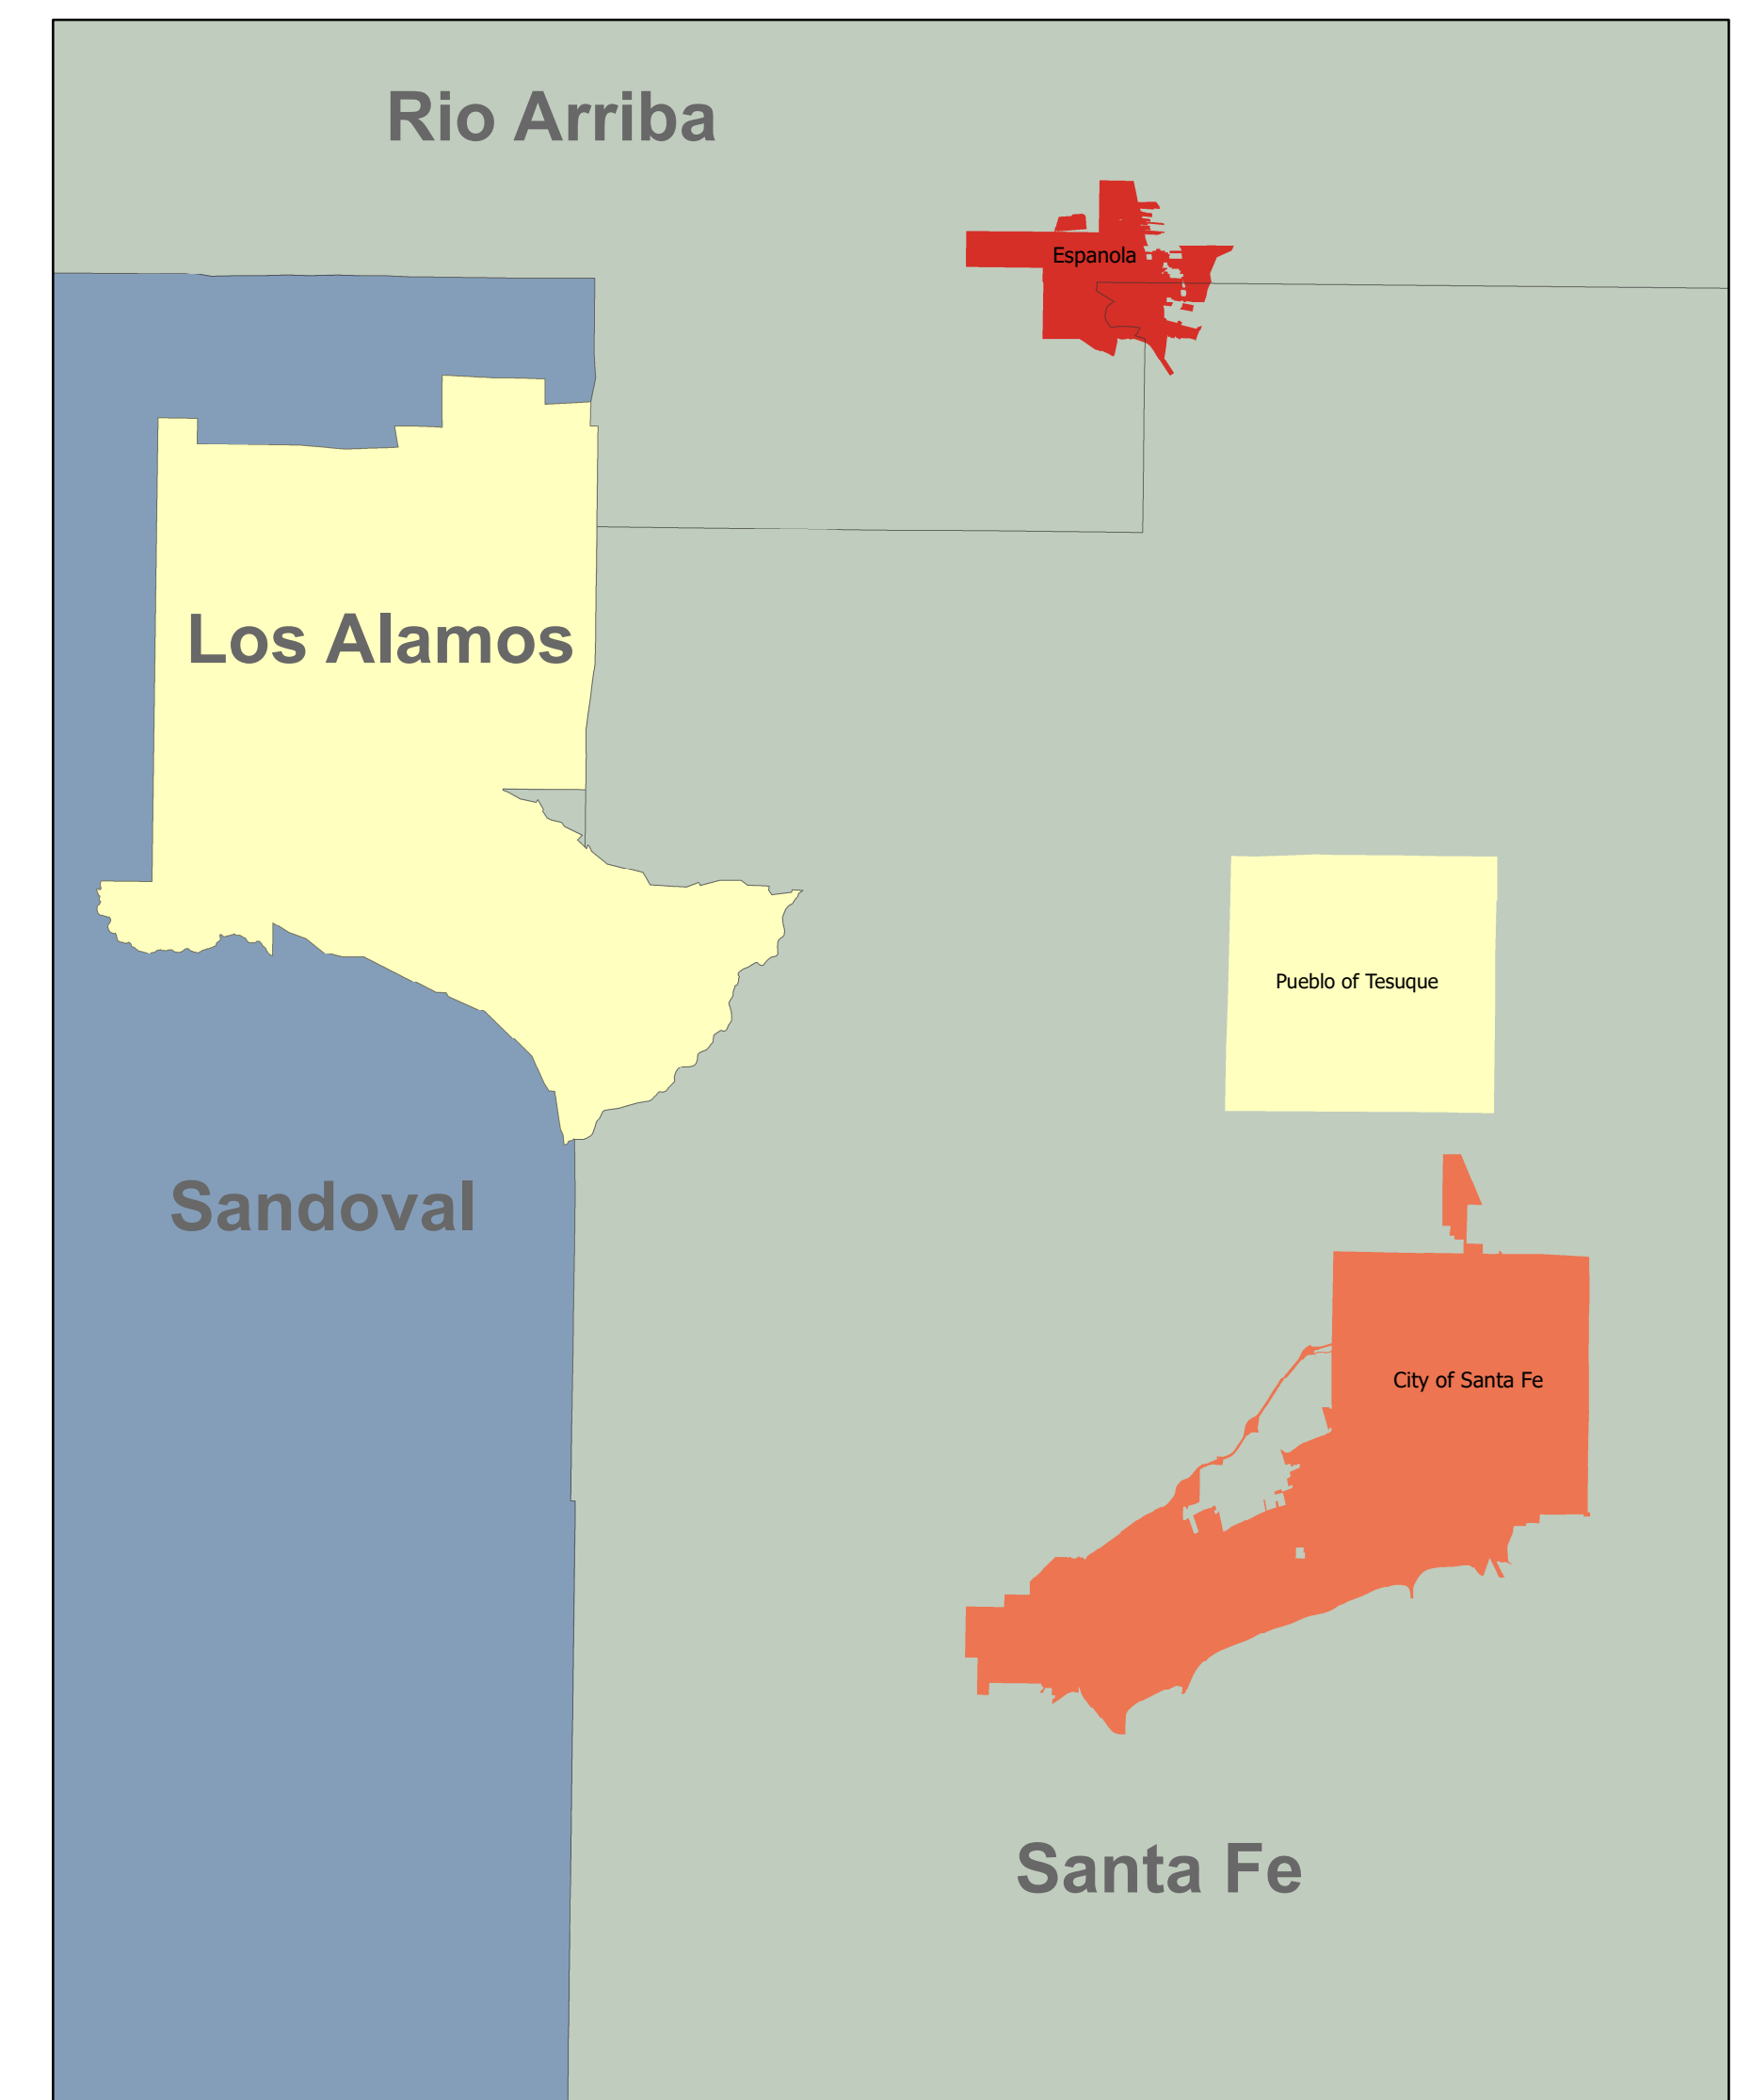 Rio Arriba
Espanola
Los Alamos
Pueblo of Tesuque
Sandoval
City of Santa Fe
Santa Fe